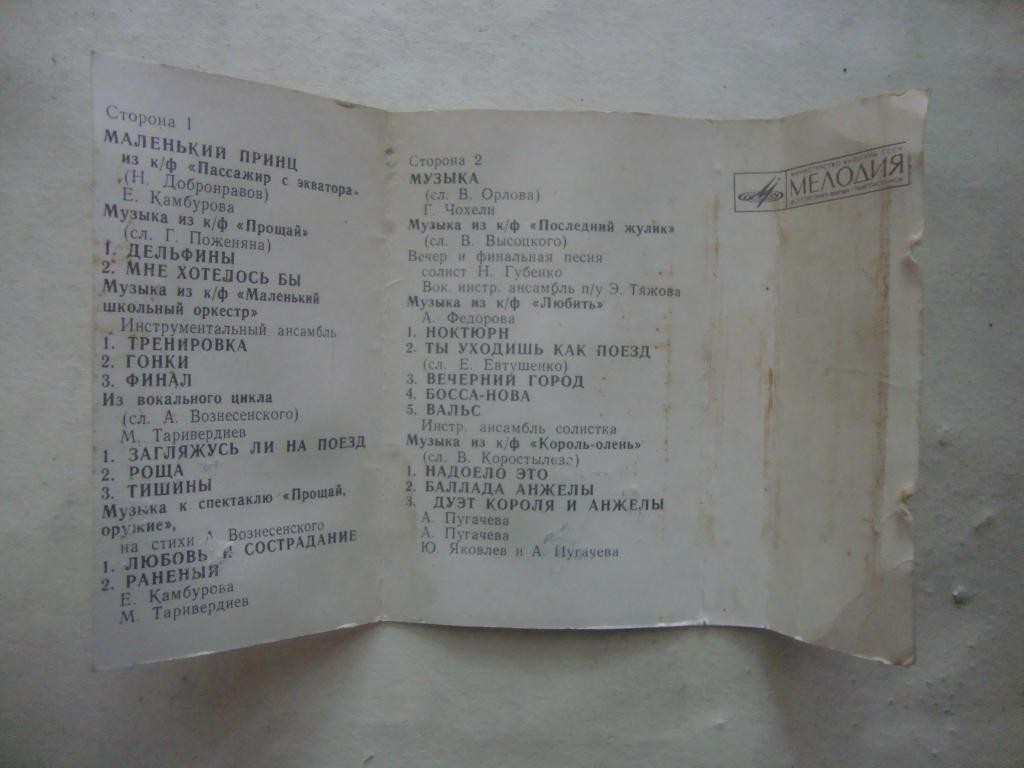 Сторона 1
МАЛЕНЬКИЙ ПРИНЦ
из к/ф «Пассажир с экватора»
(Н. Добронравов)
Е. Камбурова
Музыка из к/ф «Прощай»
(сл. Г. Поженяна)
1. ДЕЛЬФИНЫ
2. МНЕ ХОТЕЛОСЬ БЫ
Музыка из к/ф «Маленький
школьный оркестр»
Инструментальный ансамбль
1. ТРЕНИРОВКА
2. ГОНКИ
3. ФИНАЛ
Из вокального цикла
(сл. А. Вознесенского)
М. Таривердиев
1. ЗАГЛЯЖУСЬ ЛИ НА ПОЕЗД
2. РОЩА
3. ТИШИНЫ
Музыка к спектаклю «Прощай,
оружие»,
на стихи А. Вознесенского
1. ЛЮБОВЬ И СОСТРАДАНИЕ
2. РАНЕНЫЙ
Е. Камбурова
М. Таривердиев
Сторона 2
МУЗЫКА
(сл. В. Орлова)
Г. Чохели
Музыка из к/ф «Последний жулик»
(сл. В. Высоцкого)
Вечер и финальная песня
солист Н. Губенко
Вок. инстр. ансамбль п/у Э. Тяжова
Музыка из к/ф «Любить»
А. Федорова
1. НОКТЮРН
2. ТЫ УХОДИШЬ КАК ПОЕЗД
(сл. Е. Евтушенко)
3. ВЕЧЕРНИЙ ГОРОД
4. БОССА-НОВА
5. ВАЛЬС
Инстр. ансамбль солистка
Музыка из к/ф «Король-олень»
(сл. В. Коростылева)
1. НАДОЕЛО ЭТО
2. БАЛЛАДА АНЖЕЛЫ
3. ДУЭТ КОРОЛЯ И АНЖЕЛЫ
А. Пугачева
А. Пугачева
Ю. Яковлев и А. Пугачева
МИНИСТЕРСТВО КУЛЬТУРЫ СССР
МЕЛОДИЯ